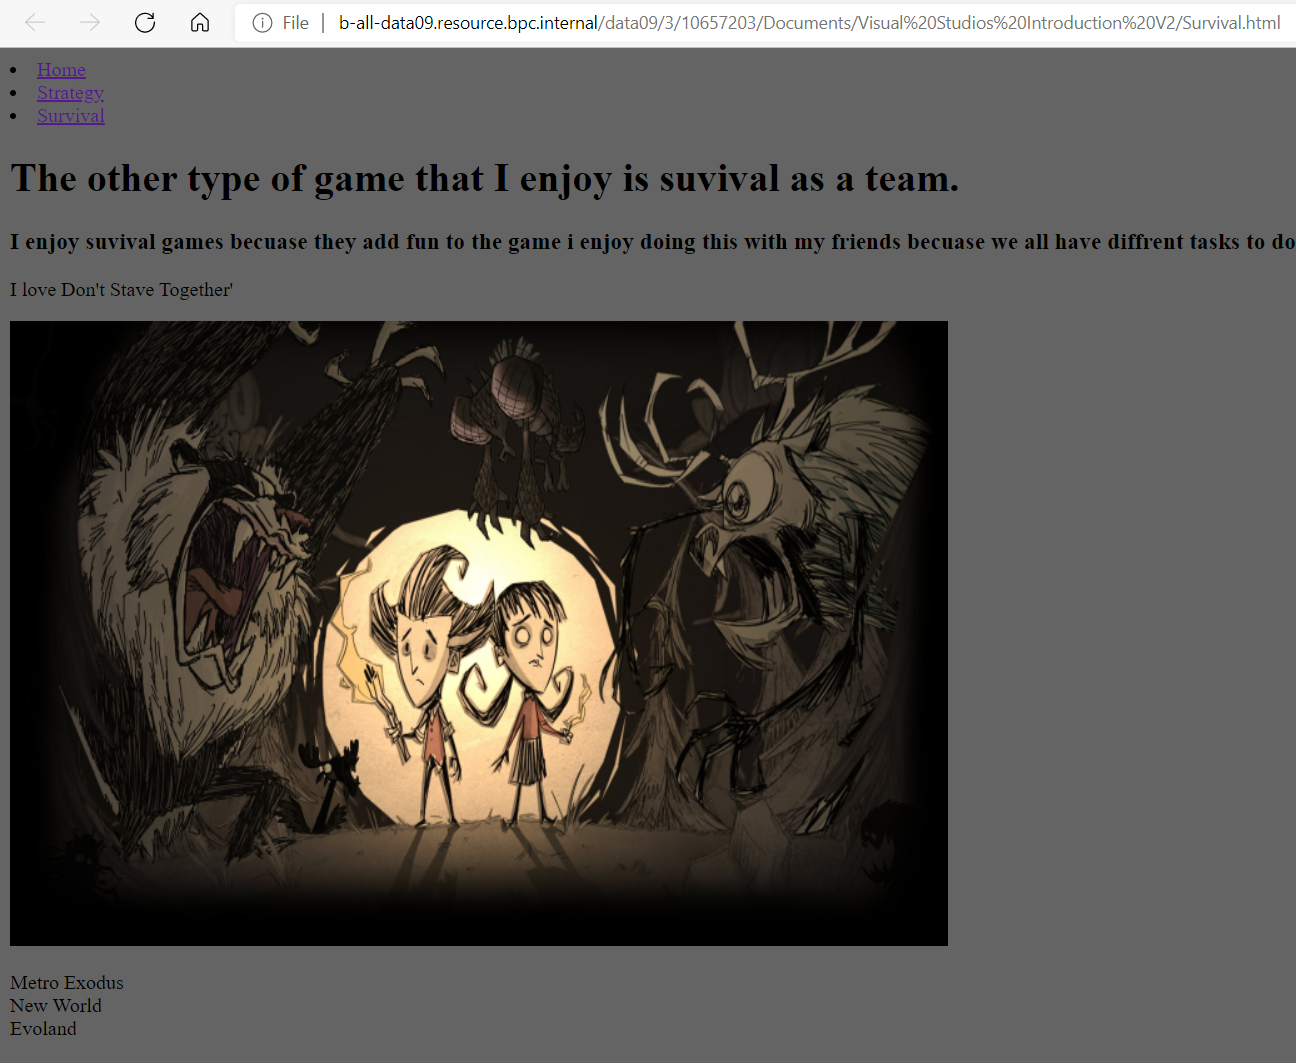 File
b-all-data09.resource.bpc.internal/data09/3/10657203/Documents/Visual%20Studios%20Introduction%20V2/Survival.html
Home
Strategy
Survival
The other type of game that I enjoy is suvival as a team.
I enjoy suvival games becuase they add fun to the game i enjoy doing this with my friends becuase we all have diffrent tasks to do
I love Don't Stave Together'
Metro Exodus
New World
Evoland